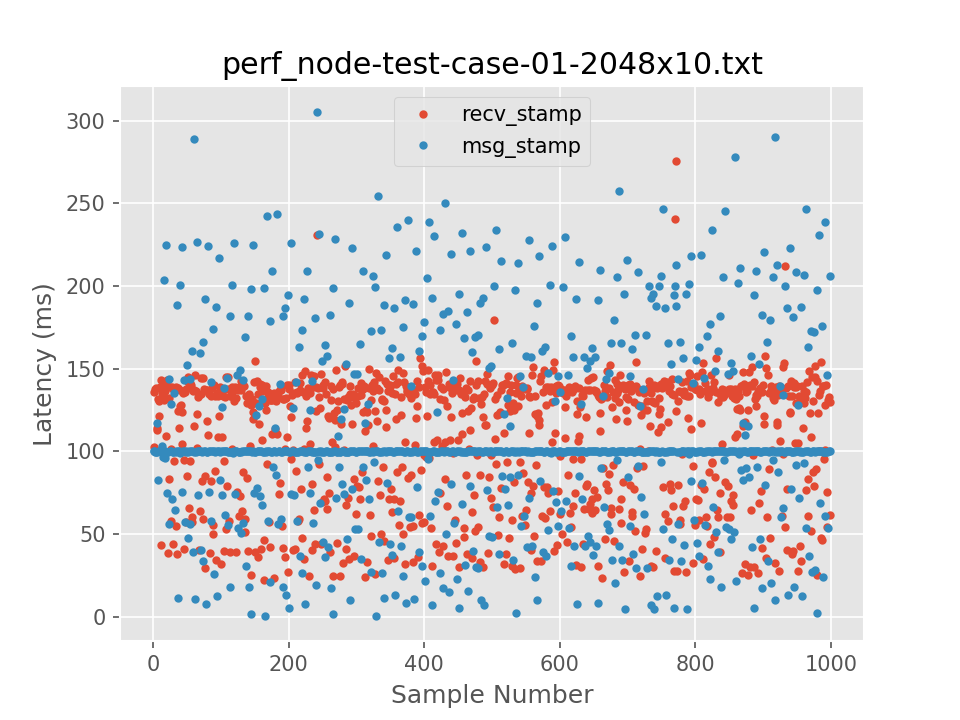 perf_node-test-case-01-2048x10.txt
recv_stamp
msg_stamp
300
250
200
150
100
50
0
Latency (ms)
0 200 400 600 800 1000
Sample Number